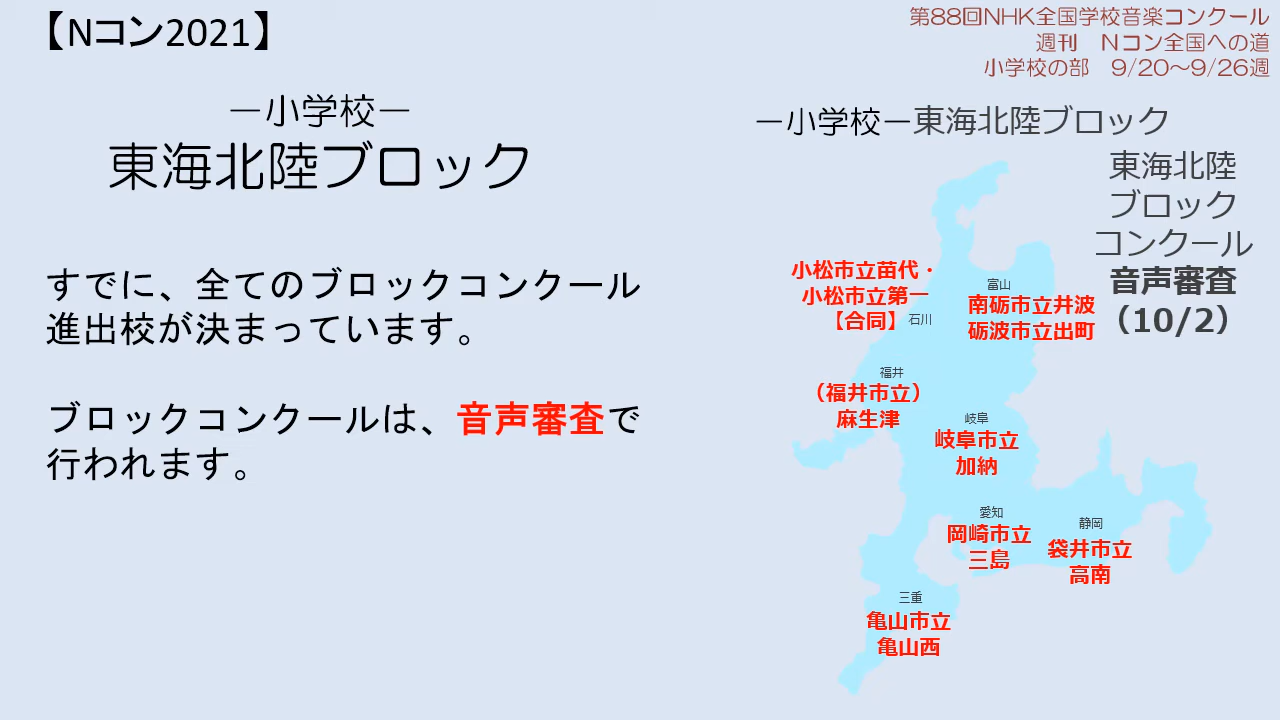 【Nコン2021】
第88回NHK全国学校音楽コンクール
週刊　Nコン全国への道
小学校の部　9/20～9/26週
―小学校―
東海北陸ブロック
すでに、全てのブロックコンクール
進出校が決まっています。
ブロックコンクールは、音声審査で
行われます。
―小学校―東海北陸ブロック
東海北陸
ブロック
コンクール
音声審査
（10/2）
小松市立苗代・
小松市立第一
【合同】
石川
富山
南砺市立井波
砺波市立出町
福井
（福井市立）
麻生津
岐阜
岐阜市立
加納
愛知
岡崎市立
三島
静岡
袋井市立
高南
三重
亀山市立
亀山西